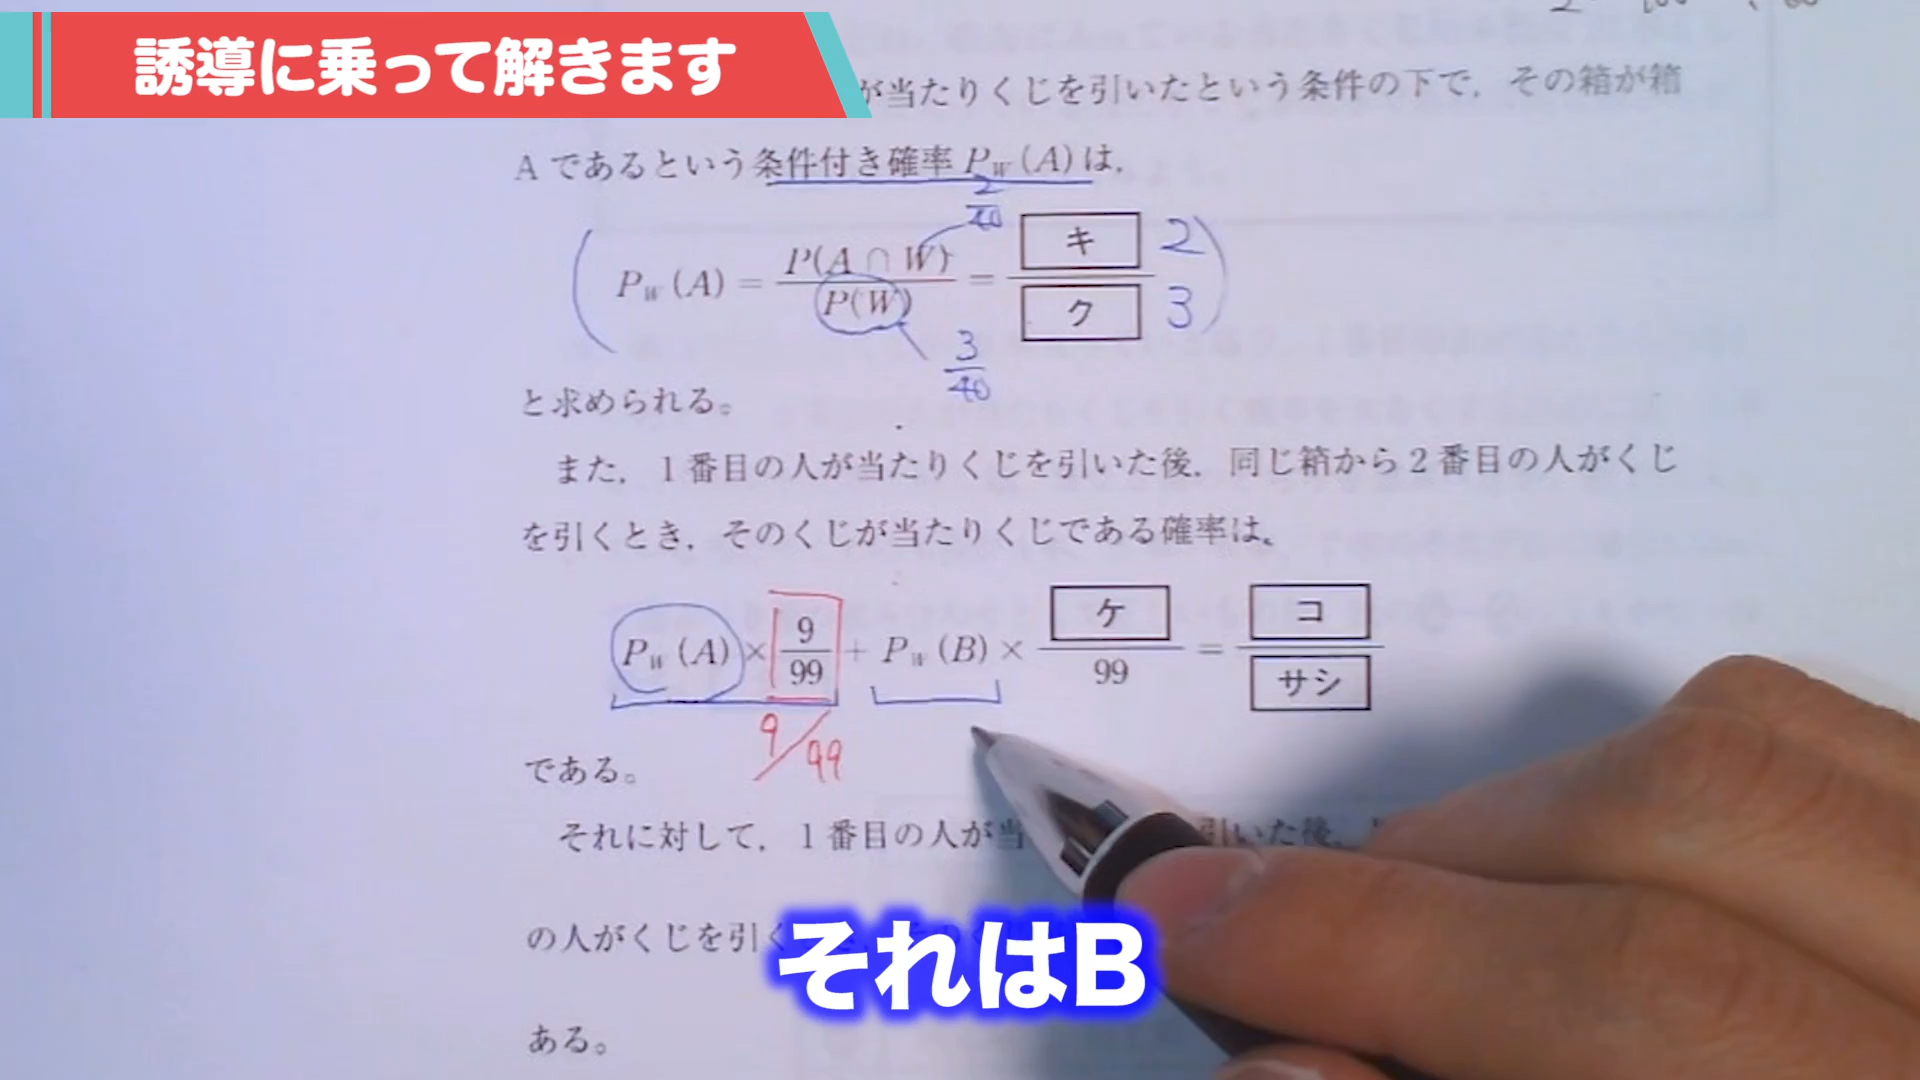 誘導に乗って解きます
が当たりくじを引いたという条件の下で，その箱が箱
Aであるという条件付き確率 P_W(A) は，
2/40
P_W(A) = P(A∩W)/P(W) = キ/ク 2 3
3/40
と求められる。
また，1番目の人が当たりくじを引いた後，同じ箱から2番目の人がくじ
を引くとき，そのくじが当たりくじである確率は，
P_W(A) × 9/99 + P_W(B) × ケ/99 = コ/サシ
9/99
である。
それに対して，1番目の人が当 引いた後，
の人がくじを引く
それはB
ある。